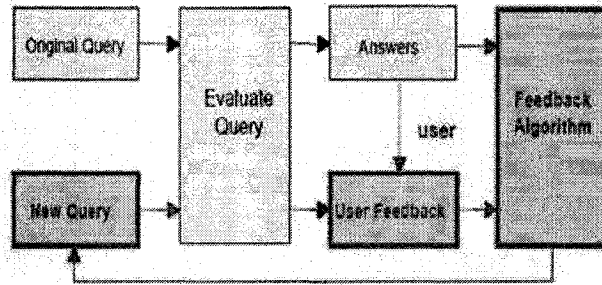 Original Query
Answers
Evaluate
Query
Feedback
Algorithm
user
New Query
User Feedback